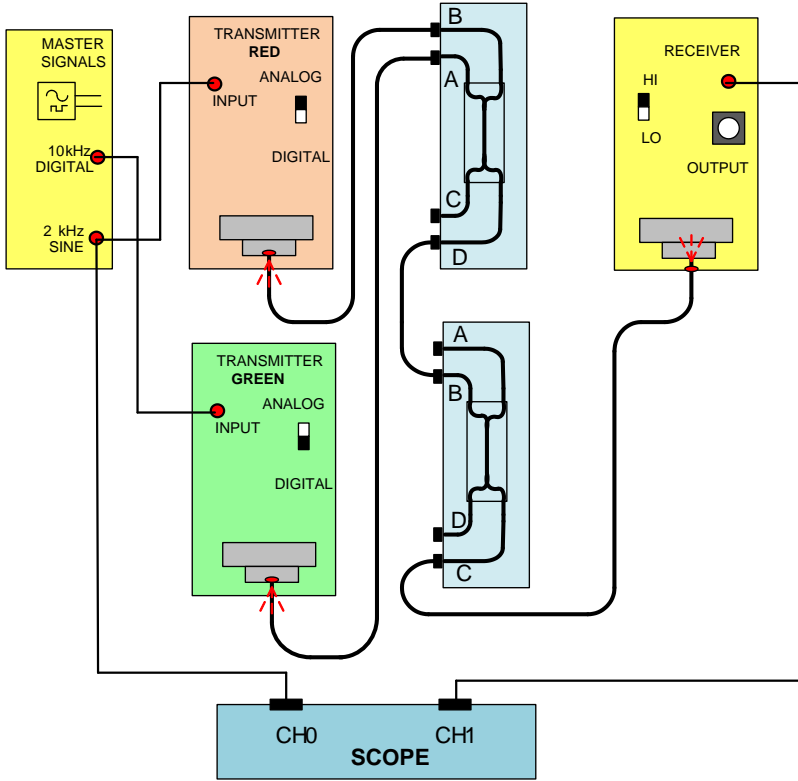 MASTER
SIGNALS
10kHz
DIGITAL
2 kHz
SINE
TRANSMITTER
RED
ANALOG
INPUT
DIGITAL
TRANSMITTER
GREEN
ANALOG
INPUT
DIGITAL
B
A
C
D
A
B
D
C
RECEIVER
HI
LO
OUTPUT
CH0
CH1
SCOPE